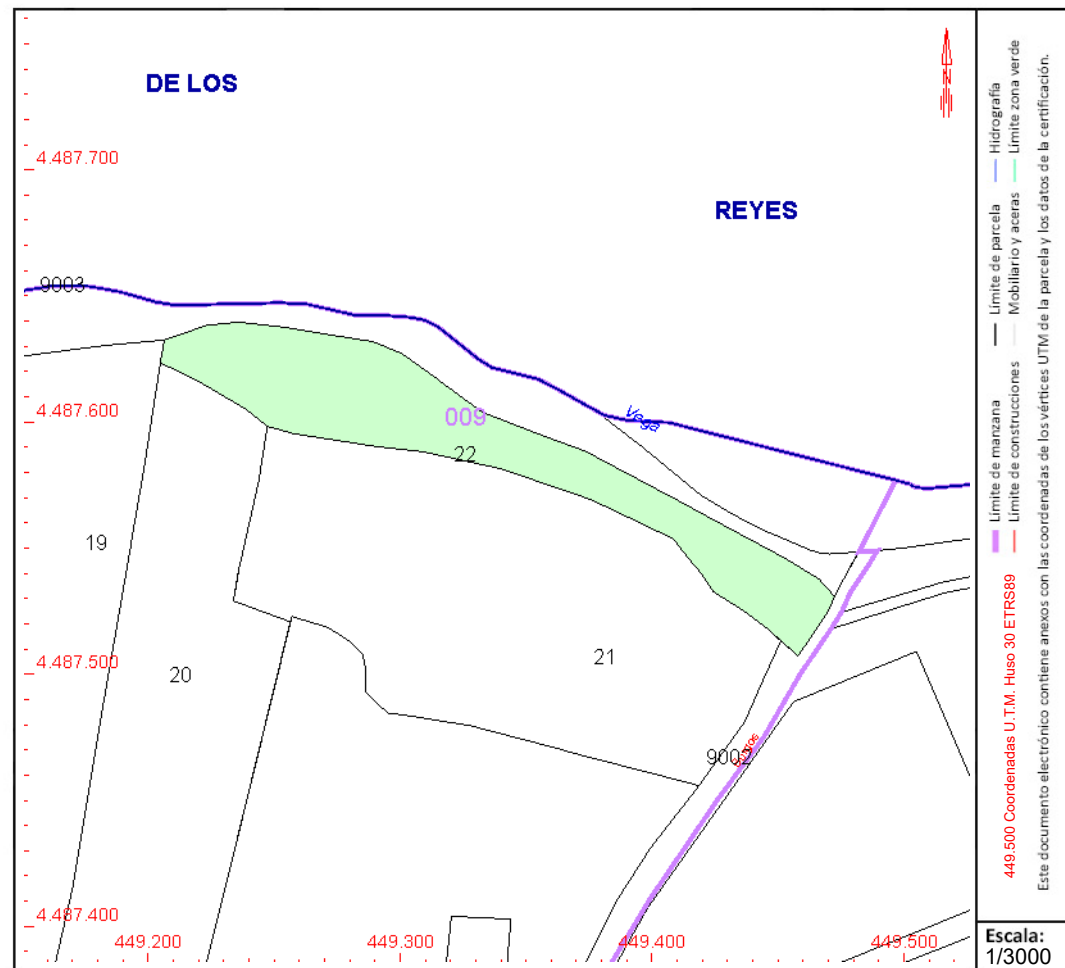 DE LOS
4.487.700
REYES
9003
4.487.600
009
Vega
22
19
4.487.500
21
20
9002
Burgos
4.487.400
449.200
449.300
449.400
449.500
N
Hidrografía
Límite zona verde
Límite de parcela
Mobiliario y aceras
Límite de manzana
Límite de construcciones
449.500 Coordenadas U.T.M. Huso 30 ETRS89
Este documento electrónico contiene anexos con las coordenadas de los vértices UTM de la parcela y los datos de la certificación.
Escala:
1/3000